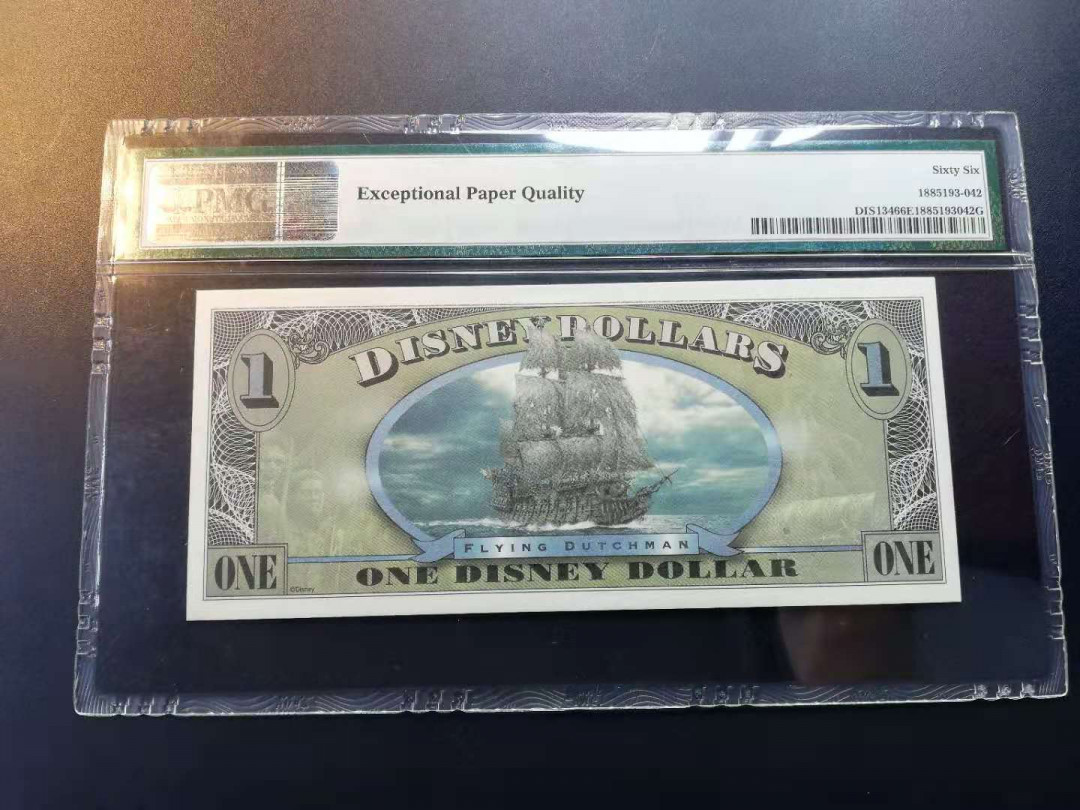 PMG
Exceptional Paper Quality
Sixty Six
1885193-042
DIS13466E1885193042G
DISNEY DOLLARS
1
1
FLYING DUTCHMAN
ONE
ONE DISNEY DOLLAR
ONE
©Disney